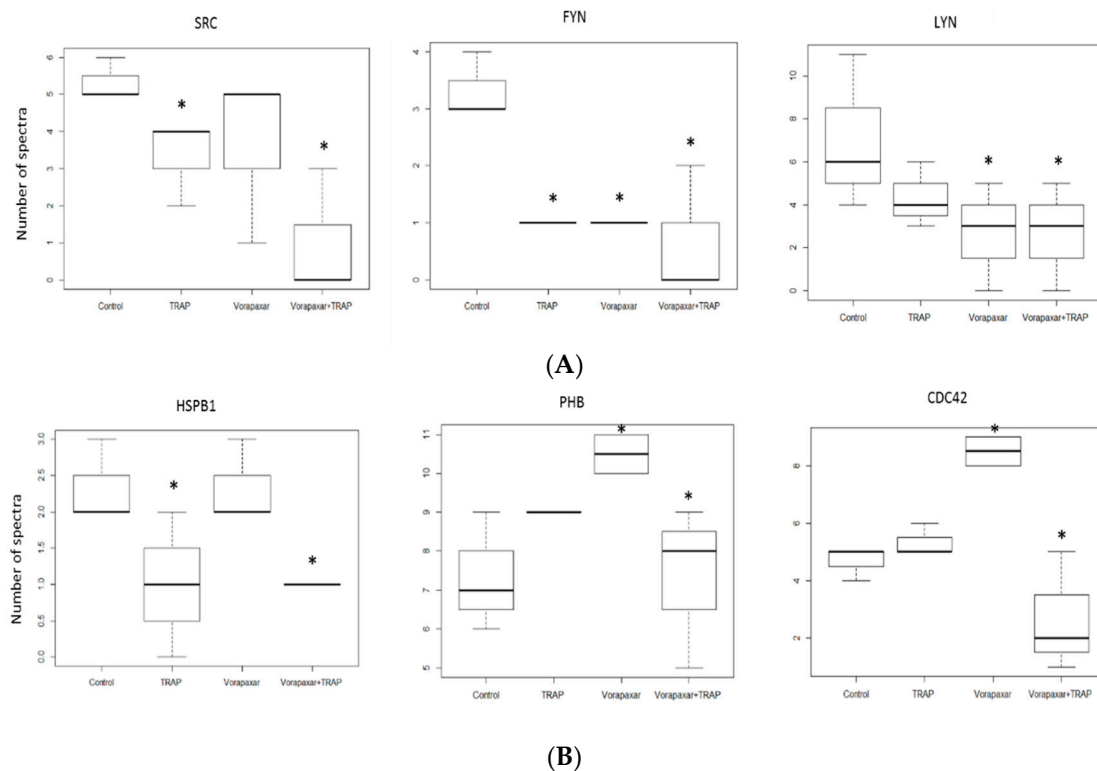 SRC
FYN
LYN
Number of spectra
6
5
4
3
2
1
0
*
*
Control
TRAP
Vorapaxar
Vorapaxar+TRAP
4
3
2
1
0
*
*
*
Control
TRAP
Vorapaxar
Vorapaxar+TRAP
10
8
6
4
2
0
*
*
Control
TRAP
Vorapaxar
Vorapaxar+TRAP
(A)
HSPB1
PHB
CDC42
Number of spectra
3.0
2.5
2.0
1.5
1.0
0.5
0.0
*
*
Control
TRAP
Vorapaxar
Vorapaxar+TRAP
11
10
9
8
7
6
5
*
*
Control
TRAP
Vorapaxar
Vorapaxar+TRAP
8
6
4
2
*
*
Control
TRAP
Vorapaxar
Vorapaxar+TRAP
(B)